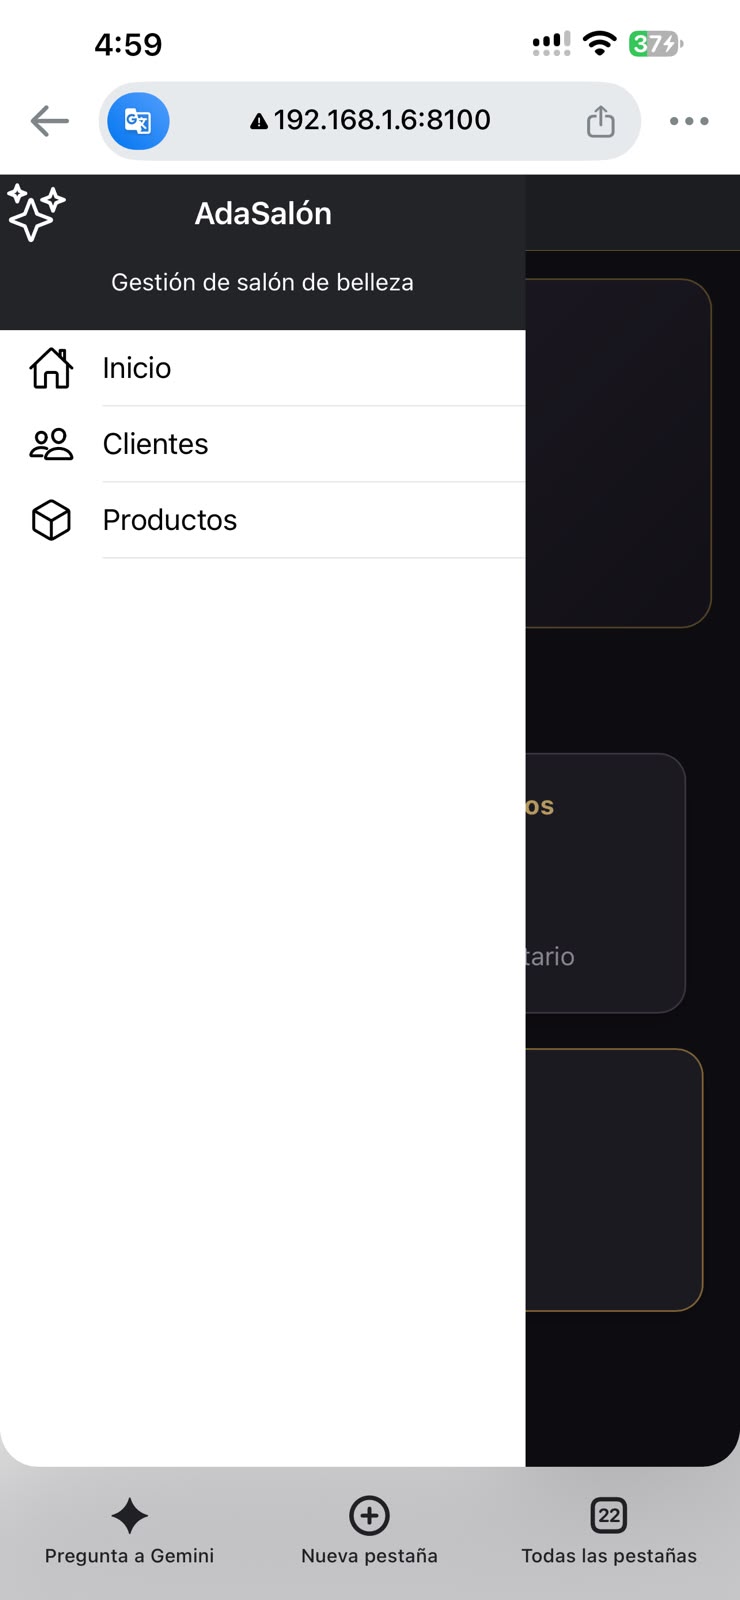 4:59
37
192.168.1.6:8100
AdaSalón
Gestión de salón de belleza
Inicio
Clientes
Productos
os
tario
22
Pregunta a Gemini
Nueva pestaña
Todas las pestañas